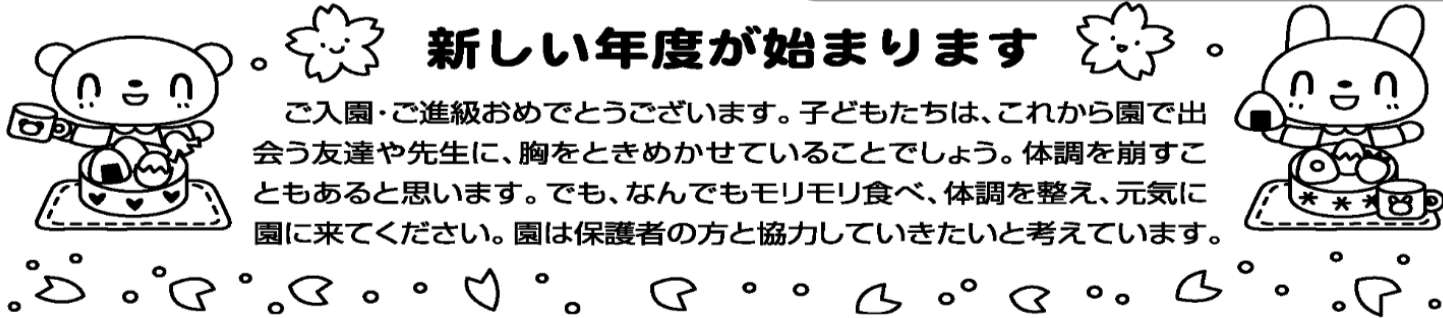 新しい年度が始まります
ご入園・ご進級おめでとうございます。子どもたちは、これから園で出
会う友達や先生に、胸をときめかせていることでしょう。体調を崩すこ
ともあると思います。でも、なんでもモリモリ食べ、体調を整え、元気に
園に来てください。園は保護者の方と協力していきたいと考えています。